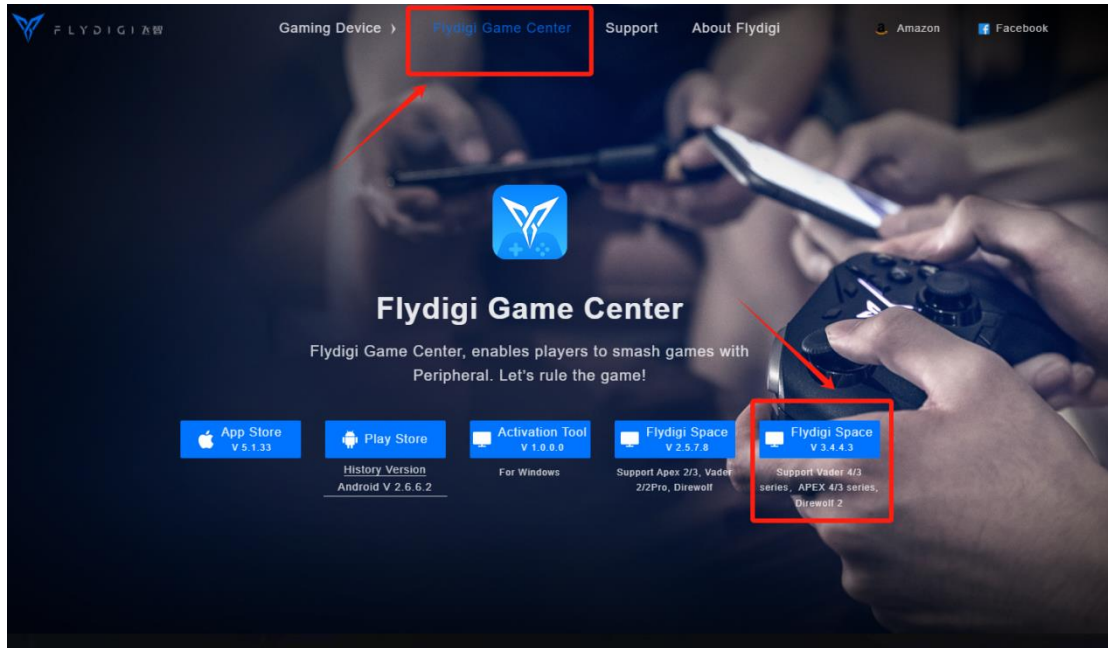 FLYDIGI 飞智
Gaming Device
Flydigi Game Center
Support
About Flydigi
Amazon
Facebook
Flydigi Game Center
Flydigi Game Center, enables players to smash games with
Peripheral. Let's rule the game!
App Store
V 5.1.33
Play Store
History Version
Android V 2.6.6.2
Activation Tool
V 1.0.0.0
For Windows
Flydigi Space
V 2.5.7.8
Support Apex 2/3, Vader
2/2Pro, Direwolf
Flydigi Space
V 3.4.4.3
Support Vader 4/3
series，APEX 4/3 series,
Direwolf 2